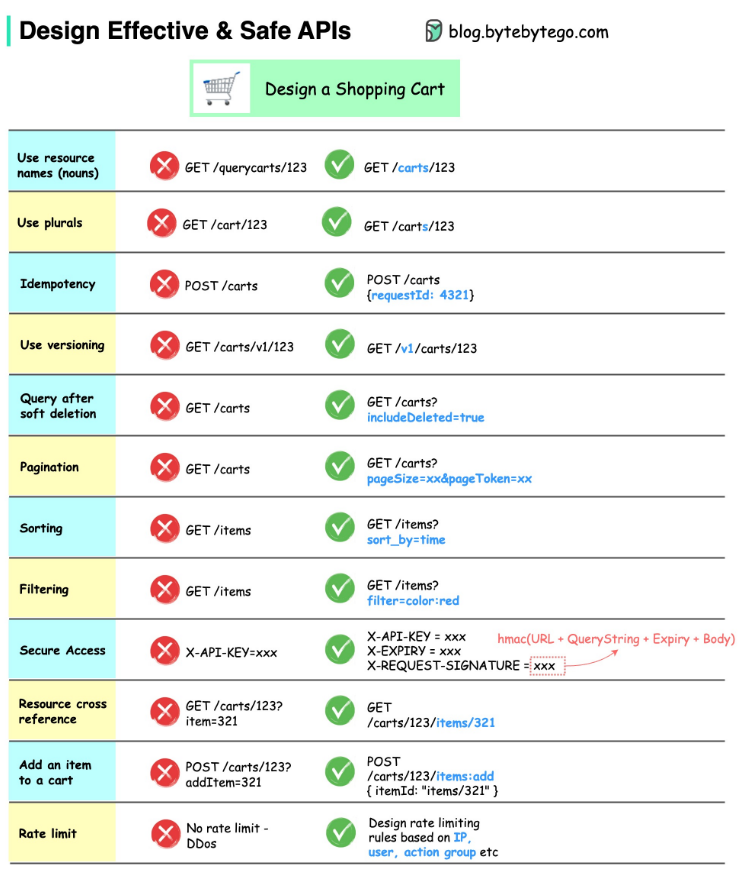 Design Effective & Safe APIs
blog.bytebytego.com
Design a Shopping Cart
Use resource
names (nouns)
GET /querycarts/123
GET /carts/123
Use plurals
GET /cart/123
GET /carts/123
Idempotency
POST /carts
POST /carts
{requestId: 4321}
Use versioning
GET /carts/v1/123
GET /v1/carts/123
Query after
soft deletion
GET /carts
GET /carts?
includeDeleted=true
Pagination
GET /carts
GET /carts?
pageSize=xx&pageToken=xx
Sorting
GET /items
GET /items?
sort_by=time
Filtering
GET /items
GET /items?
filter=color:red
Secure Access
X-API-KEY=xxx
X-API-KEY = xxx
X-EXPIRY = xxx
X-REQUEST-SIGNATURE = xxx
hmac(URL + QueryString + Expiry + Body)
Resource cross
reference
GET /carts/123?
item=321
GET
/carts/123/items/321
Add an item
to a cart
POST /carts/123?
addItem=321
POST
/carts/123/items:add
{ itemId: "items/321" }
Rate limit
No rate limit -
DDos
Design rate limiting
rules based on IP,
user, action group etc